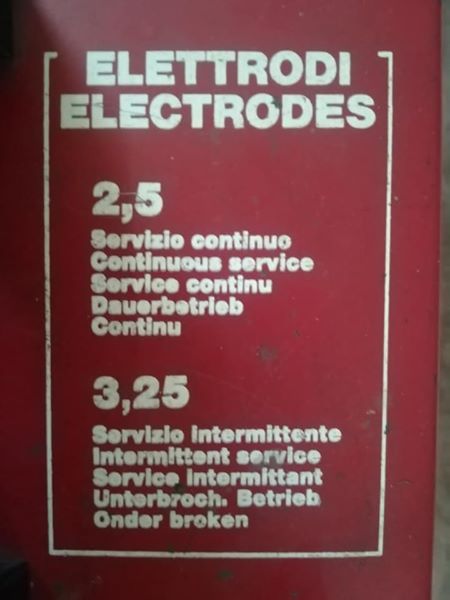 ELETTRODI
ELECTRODES
2,5
Servizio continuo
Continuous service
Service continu
Dauerbetrieb
Continu
3,25
Servizio intermittente
Intermittent service
Service intermittant
Unterbroch. Betrieb
Onder broken